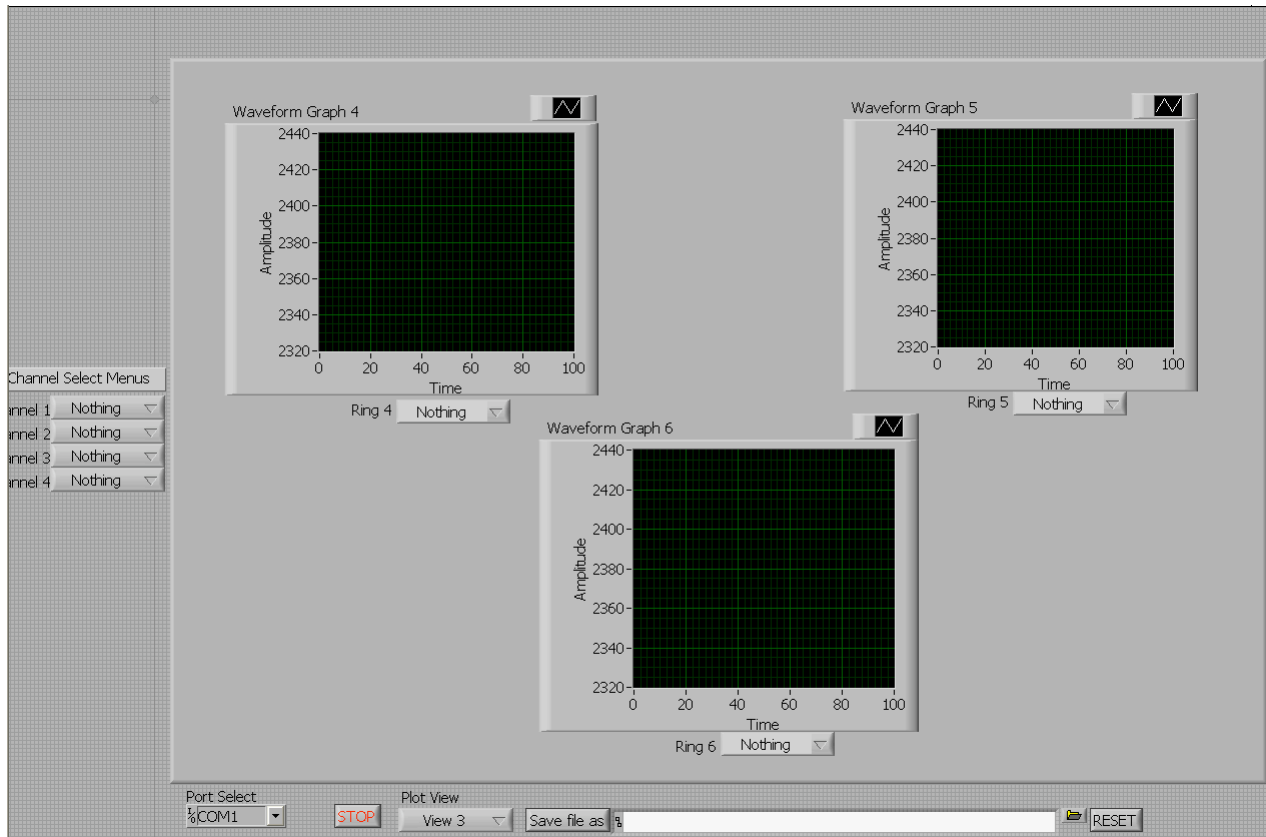 Waveform Graph 4
2440
2420
2400
2380
2360
2340
2320
Amplitude
0 20 40 60 80 100
Time
Ring 4 Nothing
Waveform Graph 5
2440
2420
2400
2380
2360
2340
2320
Amplitude
0 20 40 60 80 100
Time
Ring 5 Nothing
Channel Select Menus
annel 1 Nothing
annel 2 Nothing
annel 3 Nothing
annel 4 Nothing
Waveform Graph 6
2440
2420
2400
2380
2360
2340
2320
Amplitude
0 20 40 60 80 100
Time
Ring 6 Nothing
Port Select
COM1
STOP
Plot View
View 3
Save file as
RESET